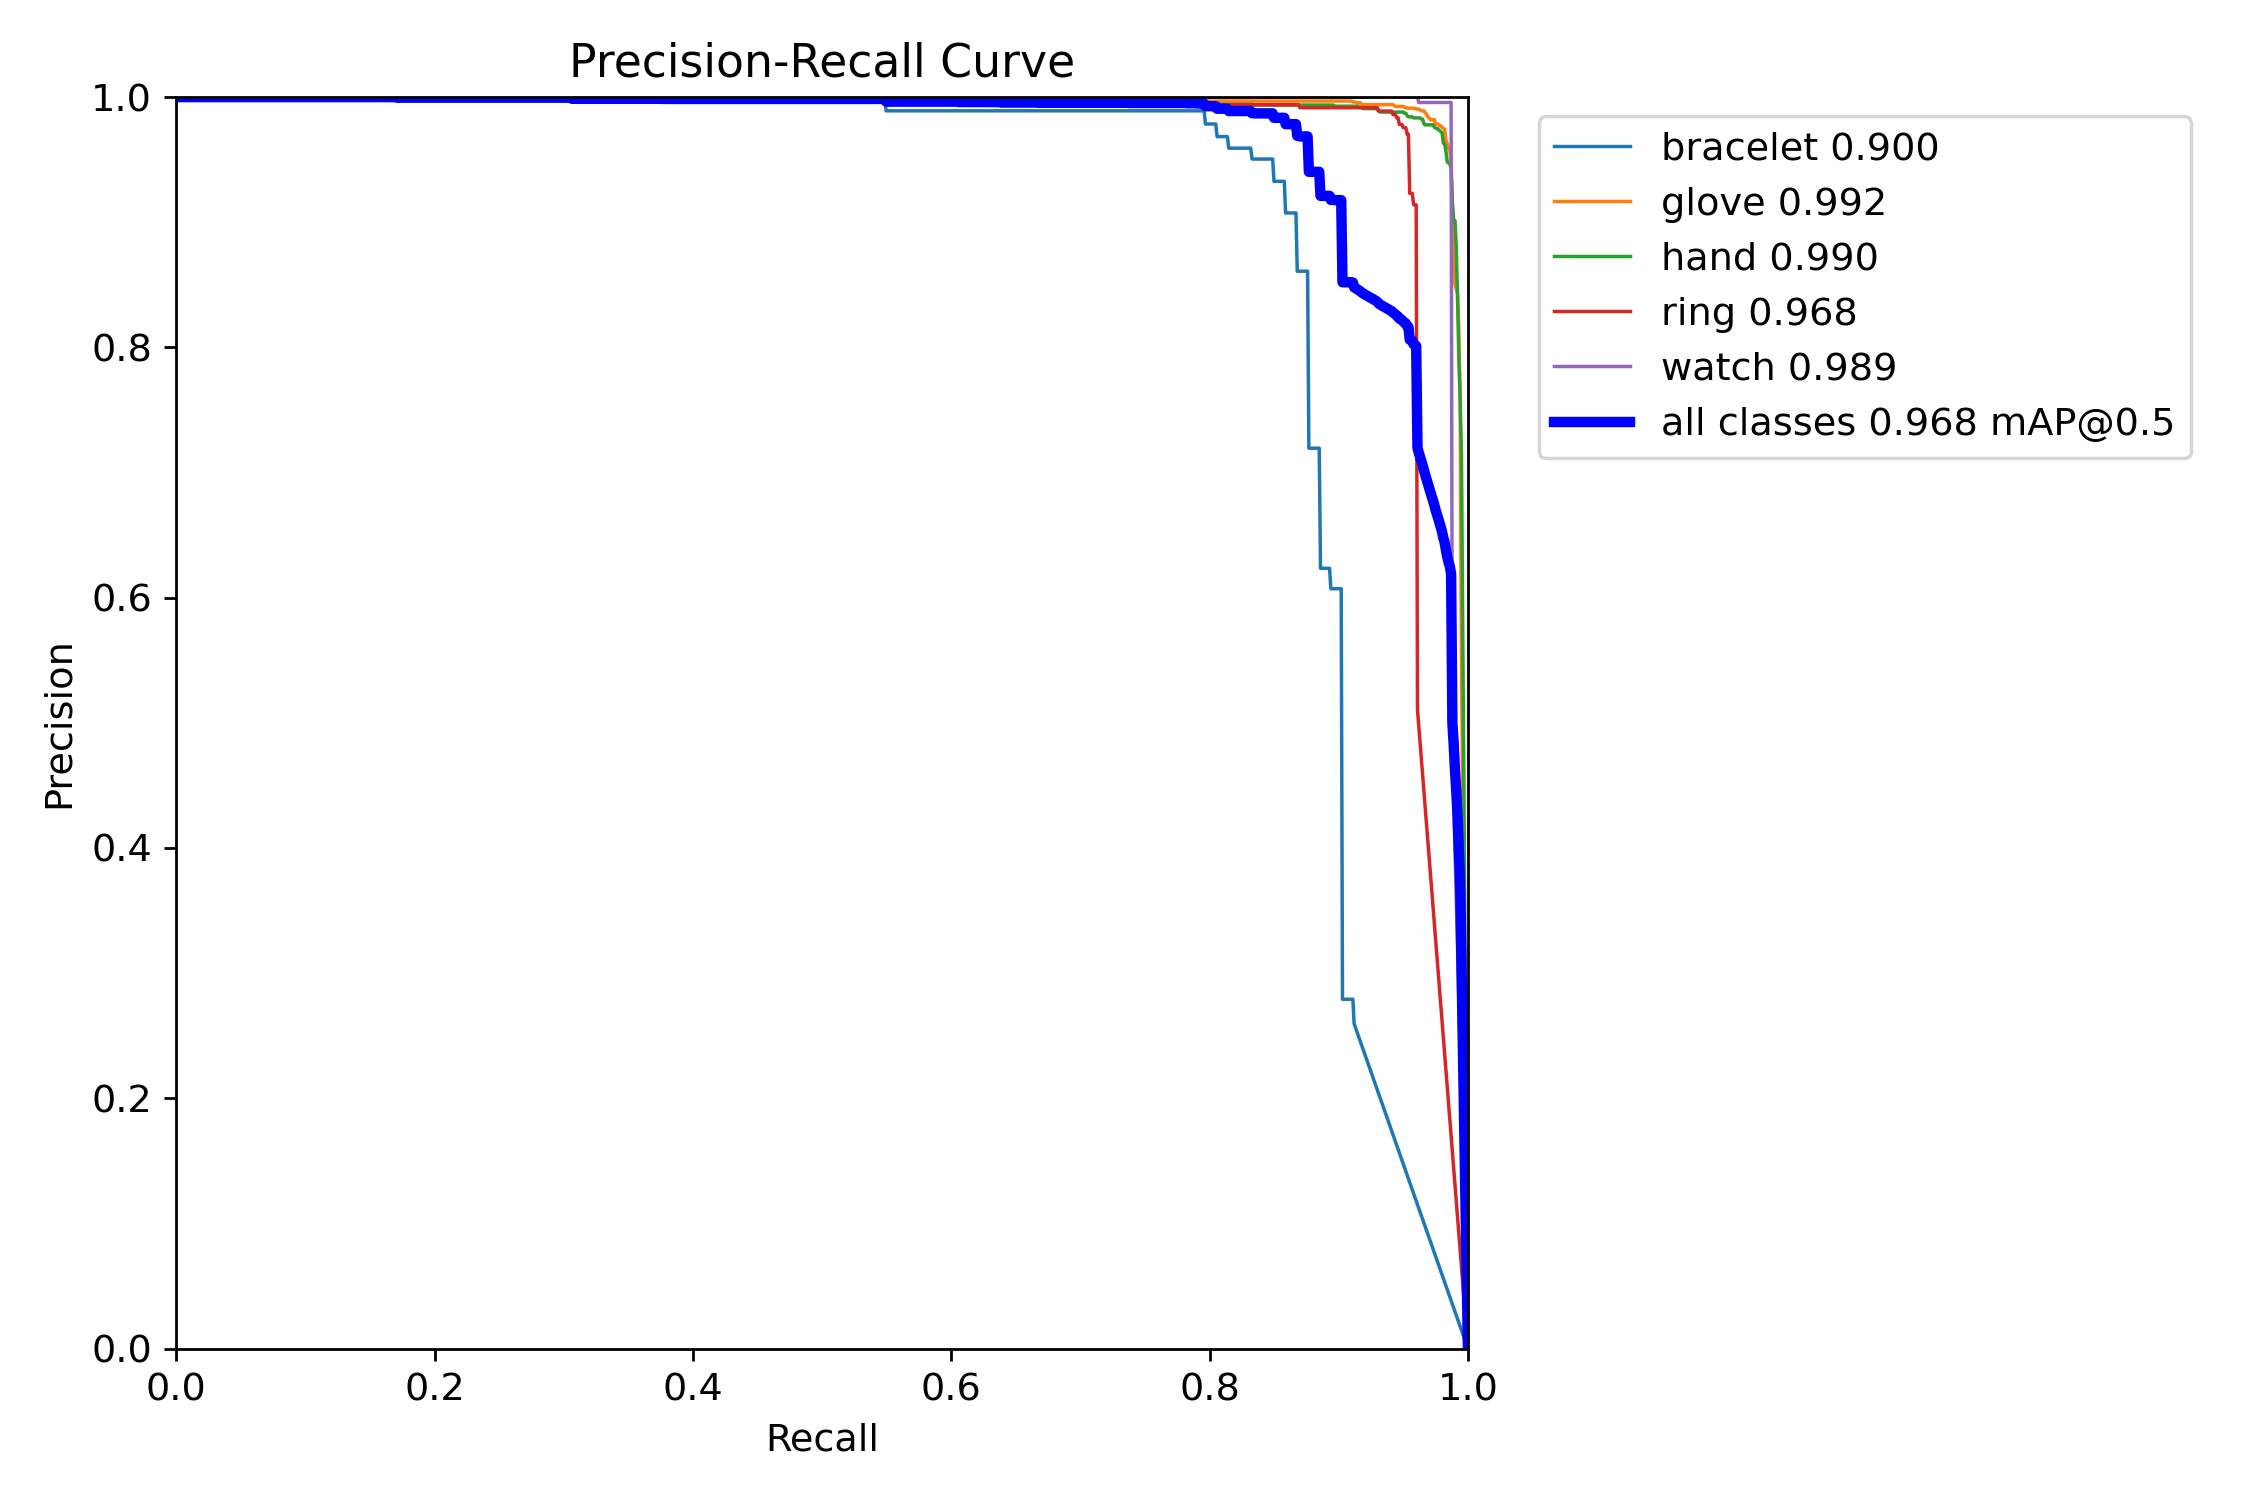 Precision-Recall Curve
1.0
0.8
0.6
0.4
0.2
0.0
Precision
0.0 0.2 0.4 0.6 0.8 1.0
Recall
bracelet 0.900
glove 0.992
hand 0.990
ring 0.968
watch 0.989
all classes 0.968 mAP@0.5